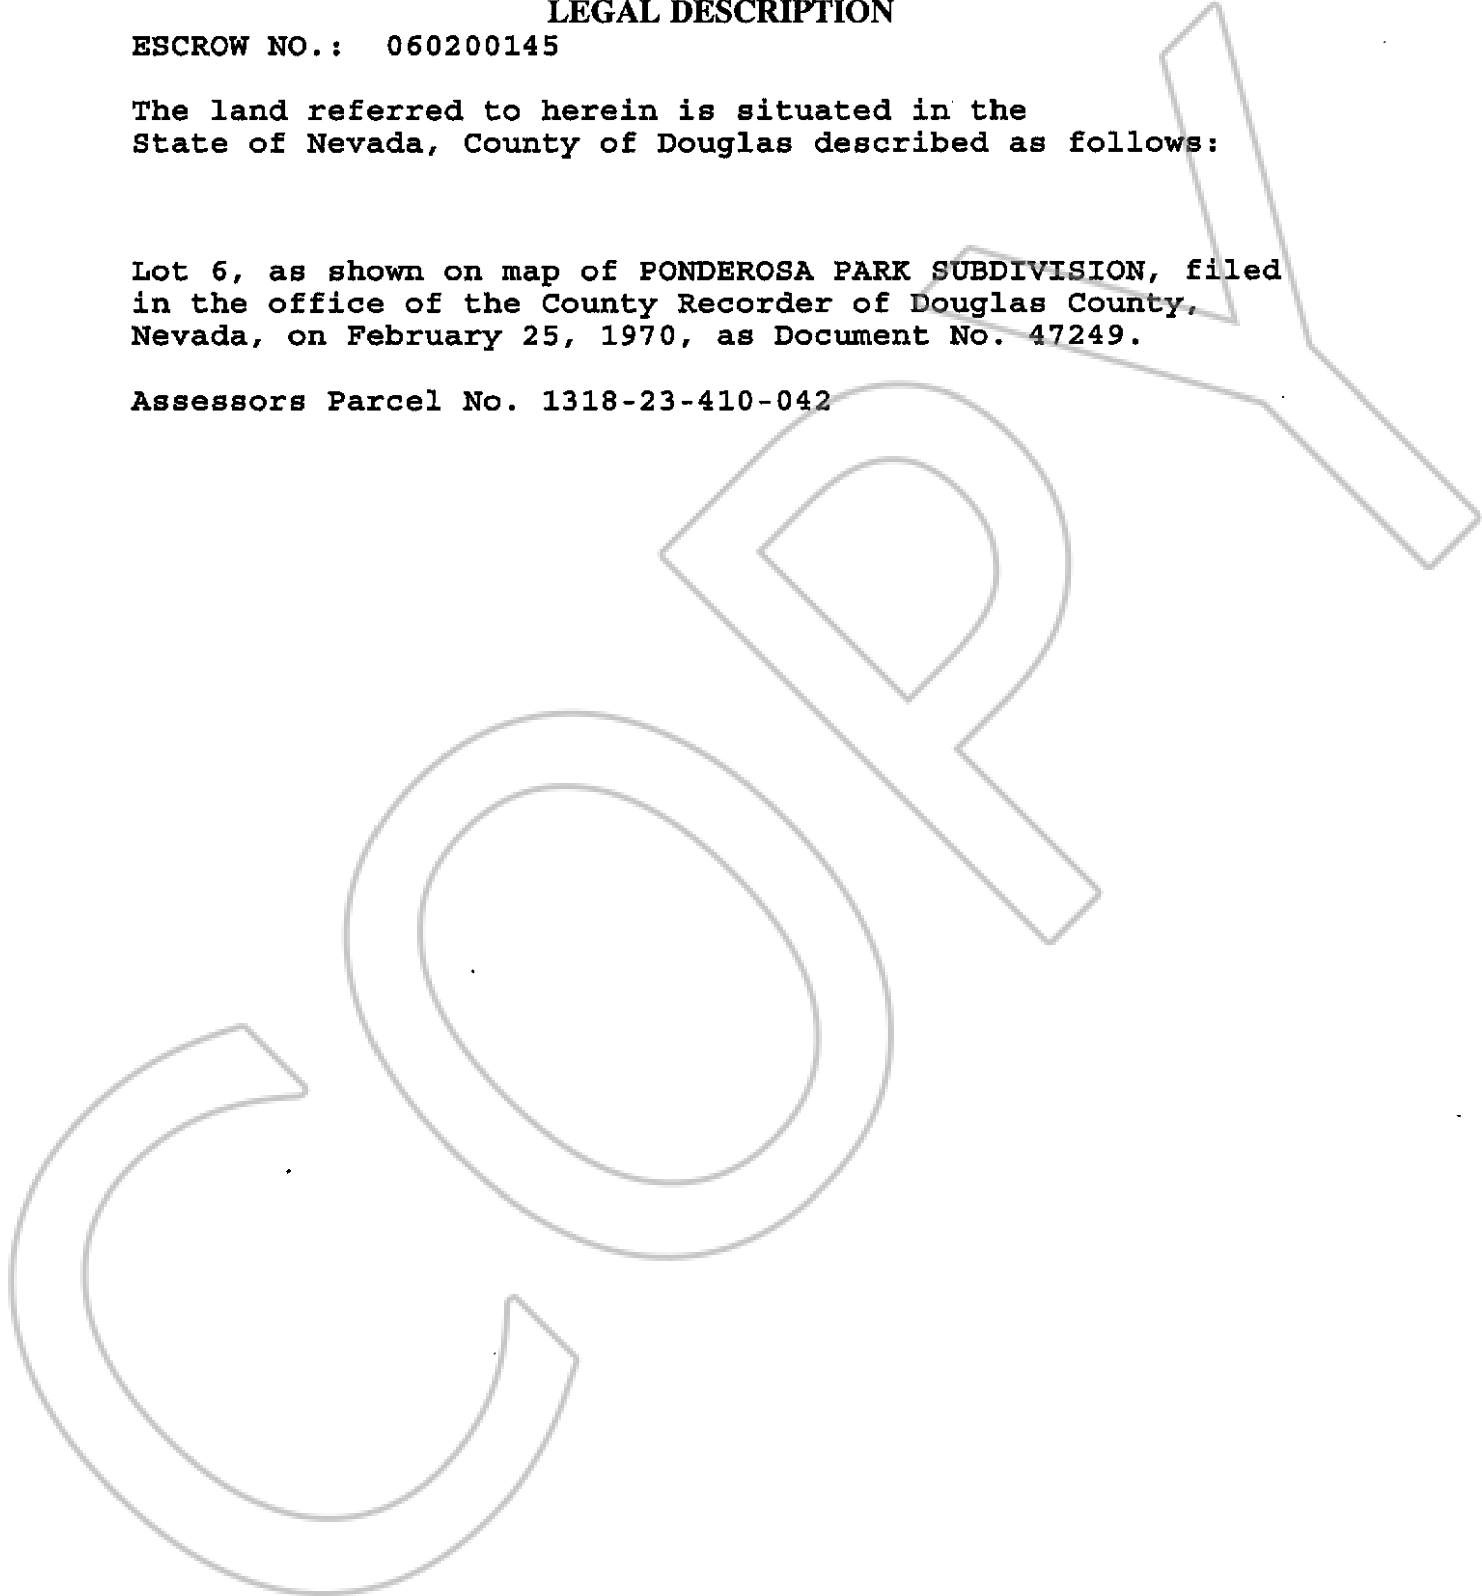 LEGAL DESCRIPTION
ESCROW NO.: 060200145
The land referred to herein is situated in the
State of Nevada, County of Douglas described as follows:
Lot 6, as shown on map of PONDEROSA PARK SUBDIVISION, filed
in the office of the County Recorder of Douglas County,
Nevada, on February 25, 1970, as Document No. 47249.
Assessors Parcel No. 1318-23-410-042
COPY